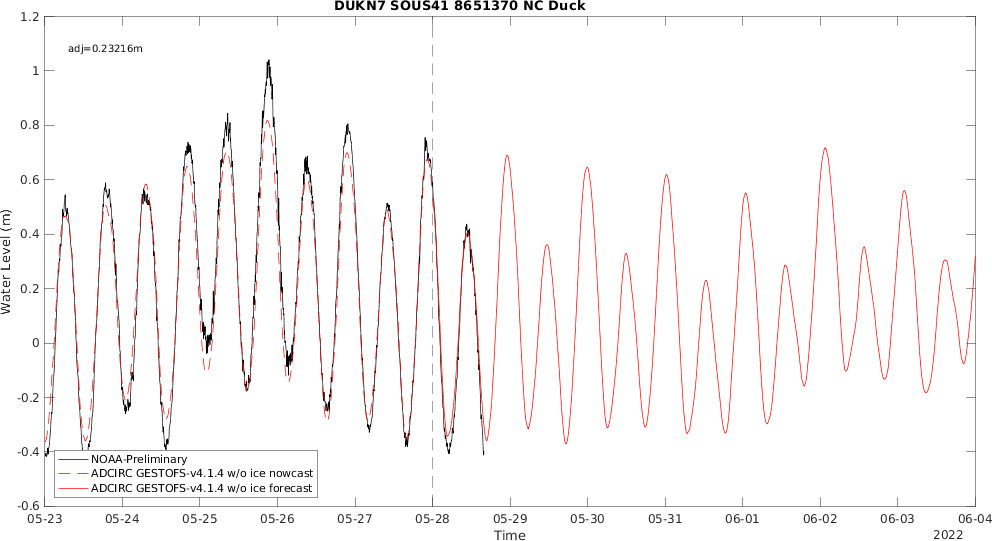 DUKN7 SOUS41 8651370 NC Duck
adj=0.23216m
1.2
1
0.8
0.6
0.4
0.2
0
-0.2
-0.4
-0.6
Water Level (m)
NOAA-Preliminary
ADCIRC GESTOFS-v4.1.4 w/o ice nowcast
ADCIRC GESTOFS-v4.1.4 w/o ice forecast
05-23 05-24 05-25 05-26 05-27 05-28 05-29 05-30 05-31 06-01 06-02 06-03 06-04
Time
2022